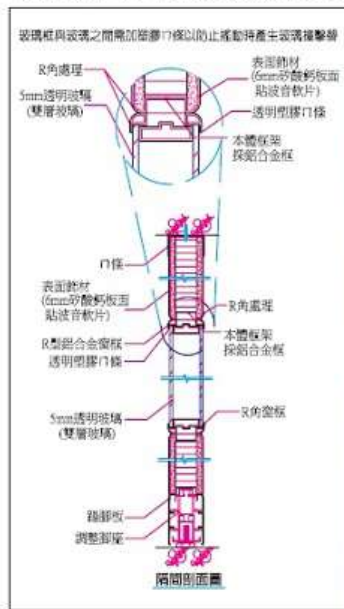 玻璃框與玻璃之間需加塑膠ㄇ條以防止搖動時產生玻璃撞擊聲
R角處理
5mm透明玻璃
(雙層玻璃)
表面飾材
(6mm矽酸鈣板面
貼波音軟片)
透明塑膠ㄇ條
本體框架
採鋁合金框
ㄇ條
表面飾材
(6mm矽酸鈣板面
貼波音軟片)
R型鋁合金窗框
透明塑膠ㄇ條
R角處理
本體框架
採鋁合金框
5mm透明玻璃
(雙層玻璃)
R角窗框
踢腳板
調整腳座
隔間剖面圖